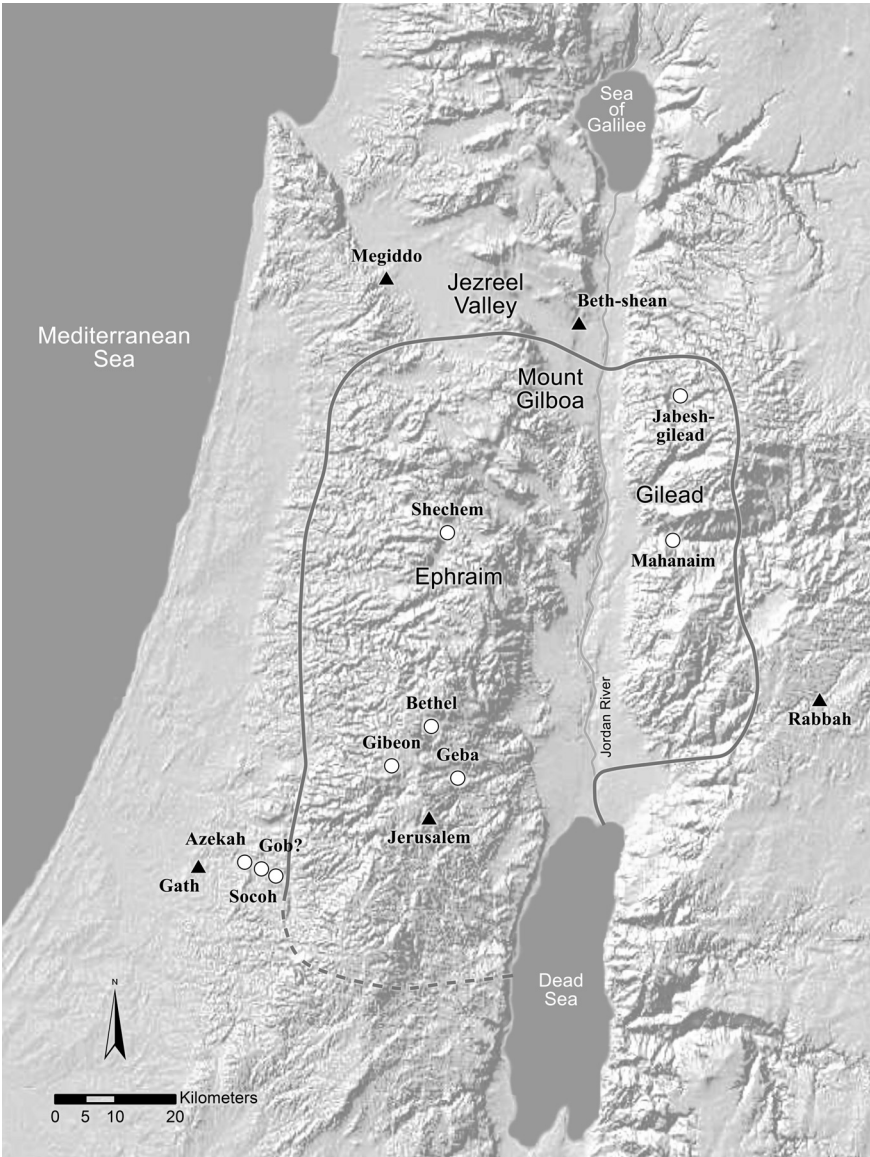 Sea
of
Galilee
Megiddo
Jezreel
Valley
Beth-shean
Mediterranean
Sea
Mount
Gilboa
Jabesh-
gilead
Gilead
Shechem
Mahanaim
Ephraim
Jordan River
Bethel
Rabbah
Gibeon
Geba
Jerusalem
Azekah
Gob?
Gath
Socoh
Dead
Sea
N
Kilometers
0 5 10 20